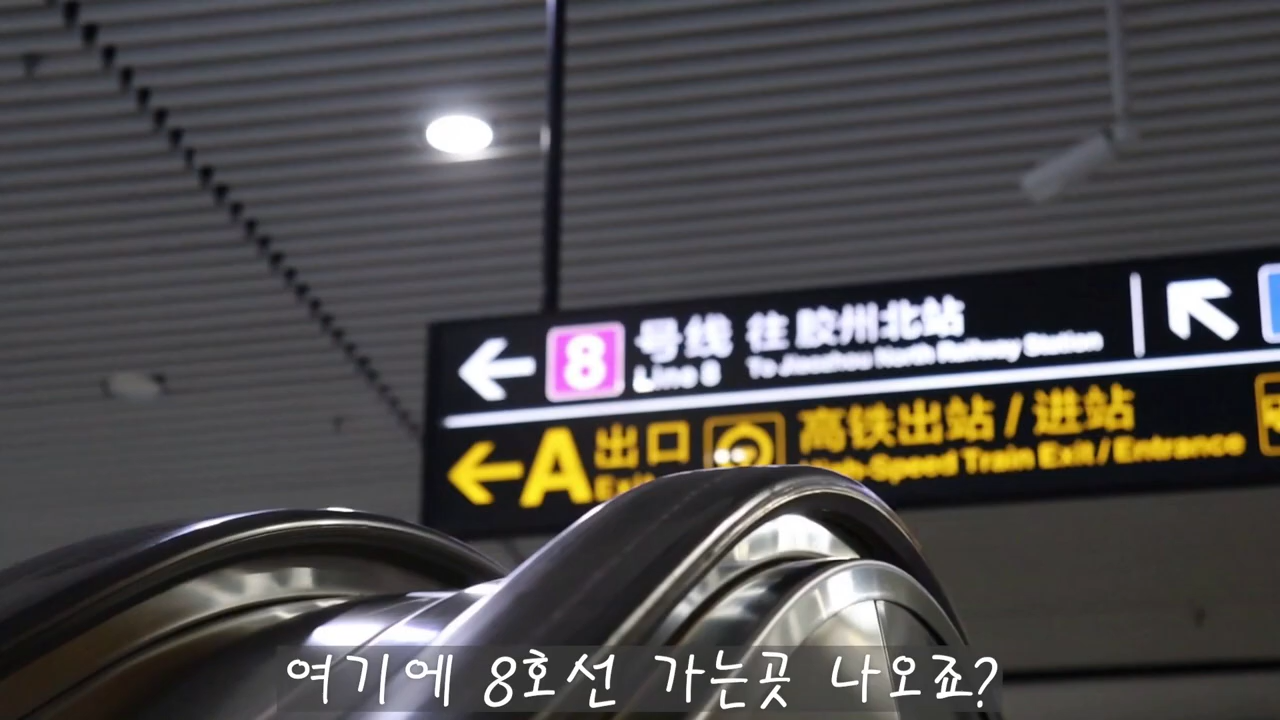 ← 8 号线 往 胶州北站
Line 8 To Jiaozhou North Railway Station
← A 出口 高铁出站 / 进站
Exit High-Speed Train Exit / Entrance
여기에 8호선 가는곳 나오죠?